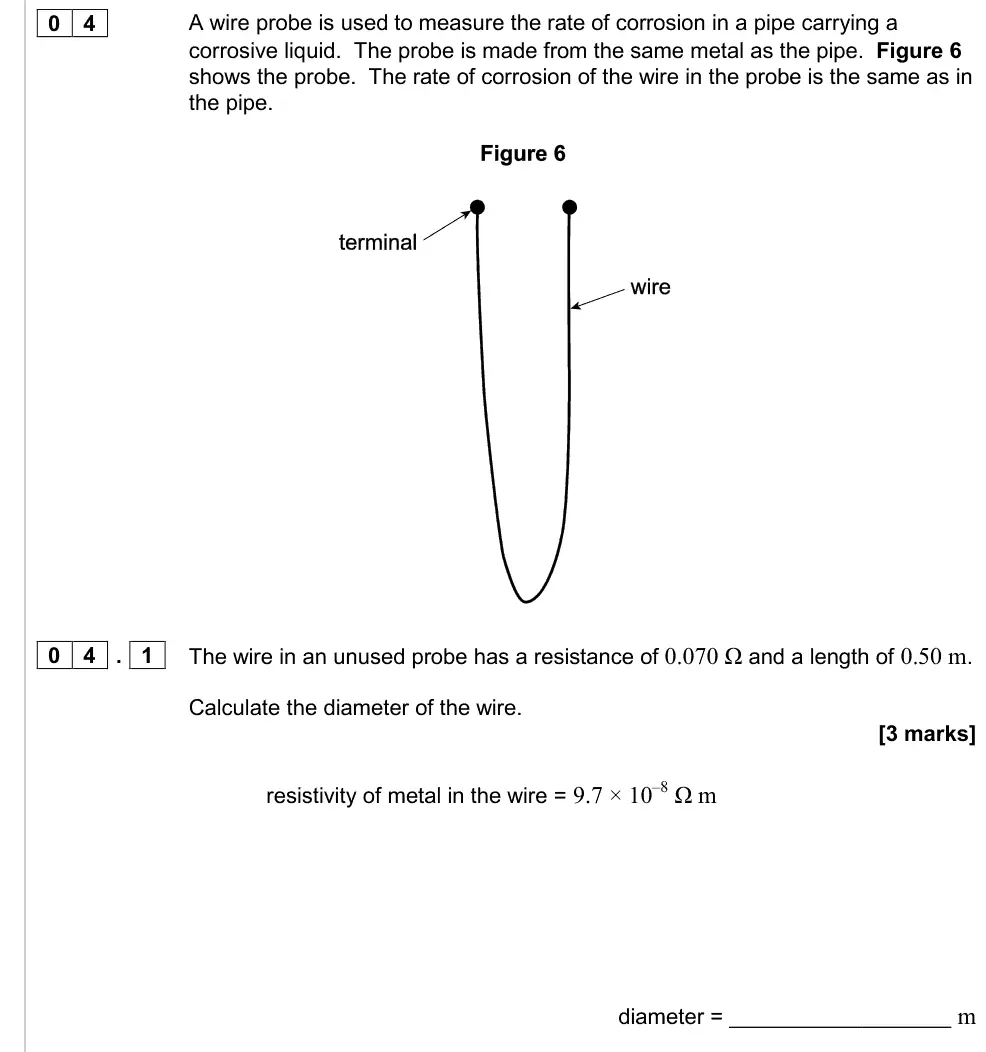 0 4 A wire probe is used to measure the rate of corrosion in a pipe carrying a
corrosive liquid. The probe is made from the same metal as the pipe. Figure 6
shows the probe. The rate of corrosion of the wire in the probe is the same as in
the pipe.
Figure 6
terminal
wire
0 4 . 1 The wire in an unused probe has a resistance of 0.070 Ω and a length of 0.50 m.
Calculate the diameter of the wire.
[3 marks]
resistivity of metal in the wire = 9.7 × 10⁻⁸ Ω m
diameter = ____________________ m